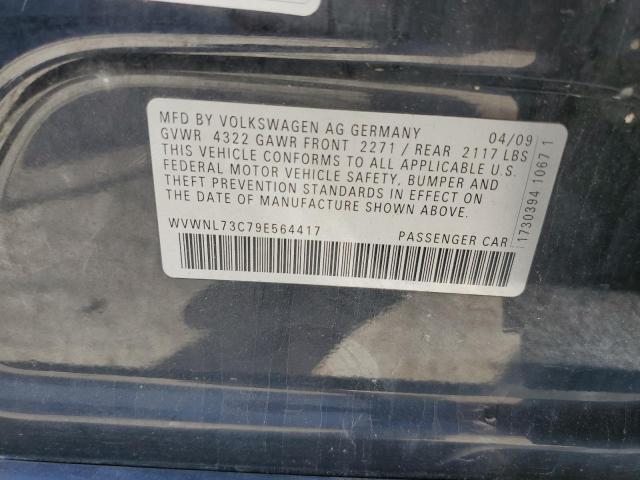 MFD BY VOLKSWAGEN AG GERMANY 04/09
GVWR 4322 GAWR FRONT 2271 / REAR 2117 LBS
THIS VEHICLE CONFORMS TO ALL APPLICABLE U.S.
FEDERAL MOTOR VEHICLE SAFETY, BUMPER AND
THEFT PREVENTION STANDARDS IN EFFECT ON
THE DATE OF MANUFACTURE SHOWN ABOVE.
WVWNL73C79E564417 PASSENGER CAR
1730394 1067 1